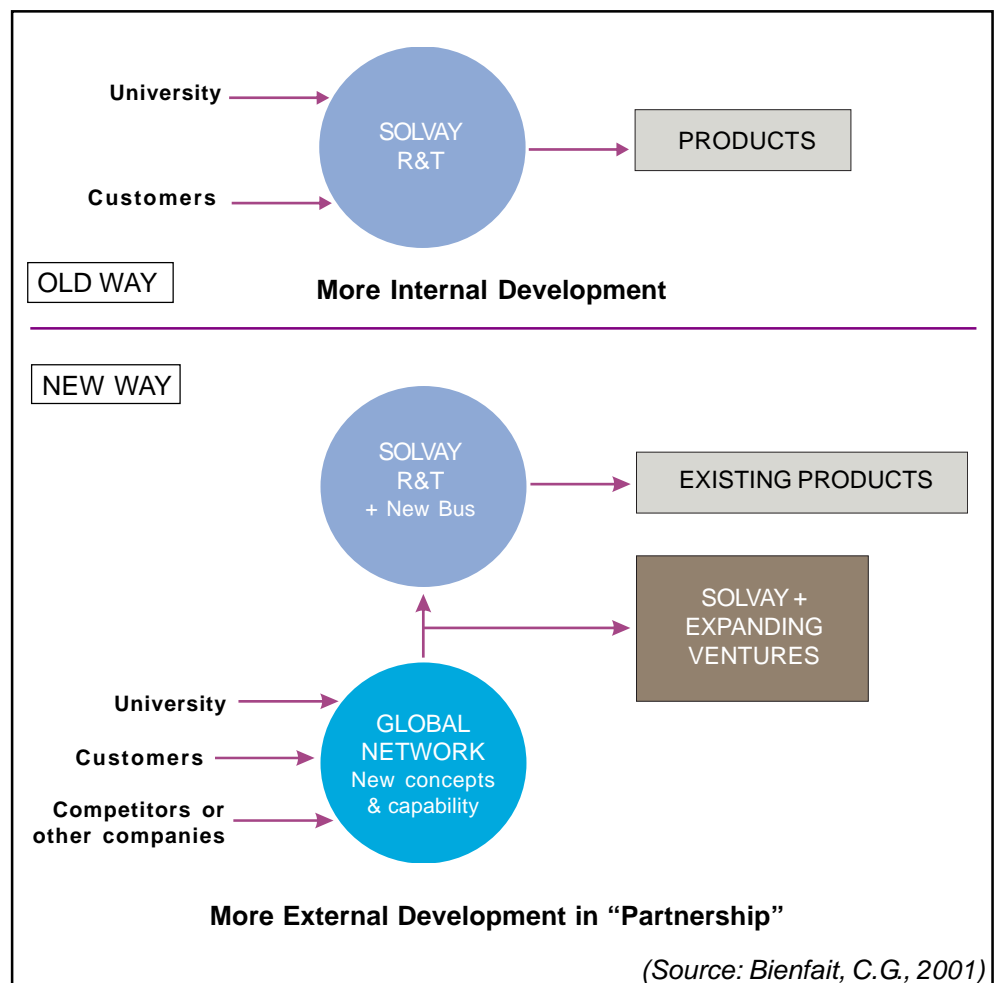 University
Customers
SOLVAY
R&T
PRODUCTS
OLD WAY
More Internal Development
NEW WAY
SOLVAY
R&T
+ New Bus
EXISTING PRODUCTS
SOLVAY +
EXPANDING
VENTURES
University
Customers
Competitors or
other companies
GLOBAL
NETWORK
New concepts
& capability
More External Development in “Partnership”
(Source: Bienfait, C.G., 2001)